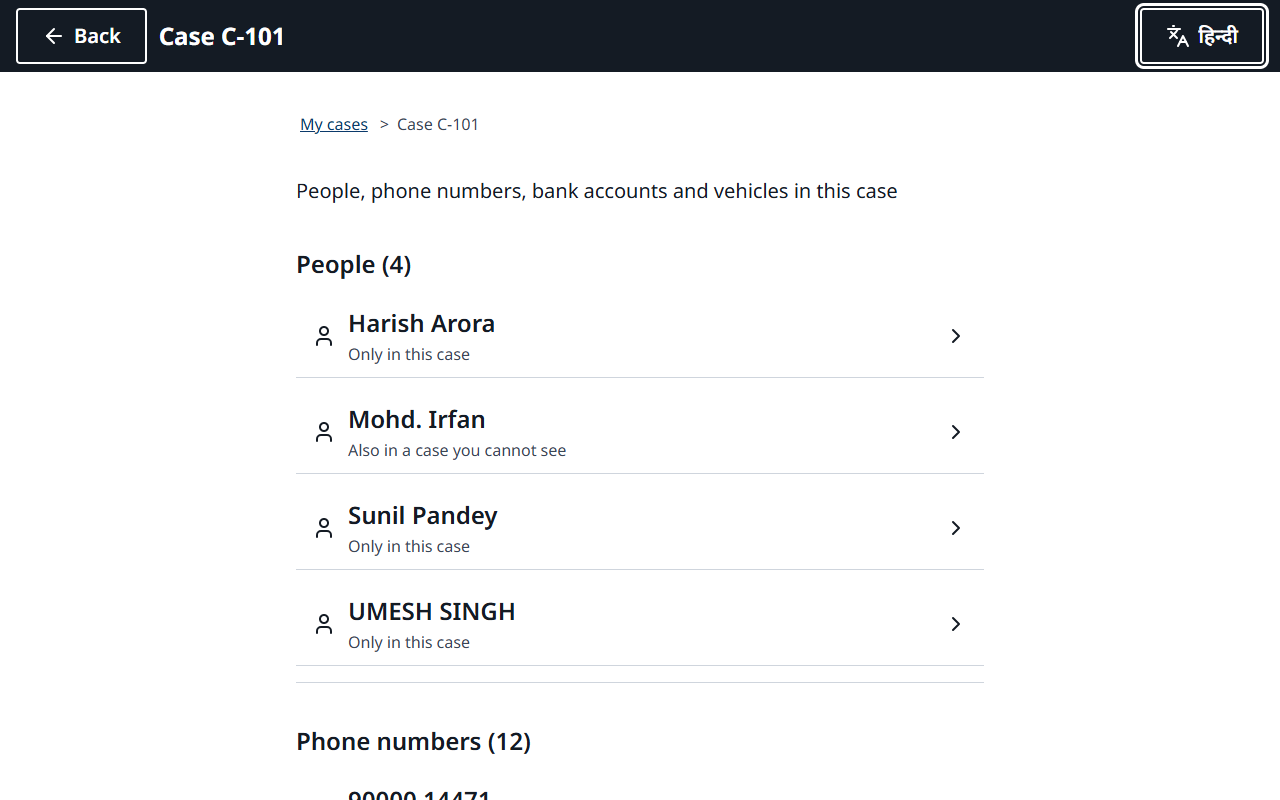 Back
Case C-101
हिन्दी
My cases > Case C-101
People, phone numbers, bank accounts and vehicles in this case
People (4)
Harish Arora
Only in this case
Mohd. Irfan
Also in a case you cannot see
Sunil Pandey
Only in this case
UMESH SINGH
Only in this case
Phone numbers (12)
90000 14471